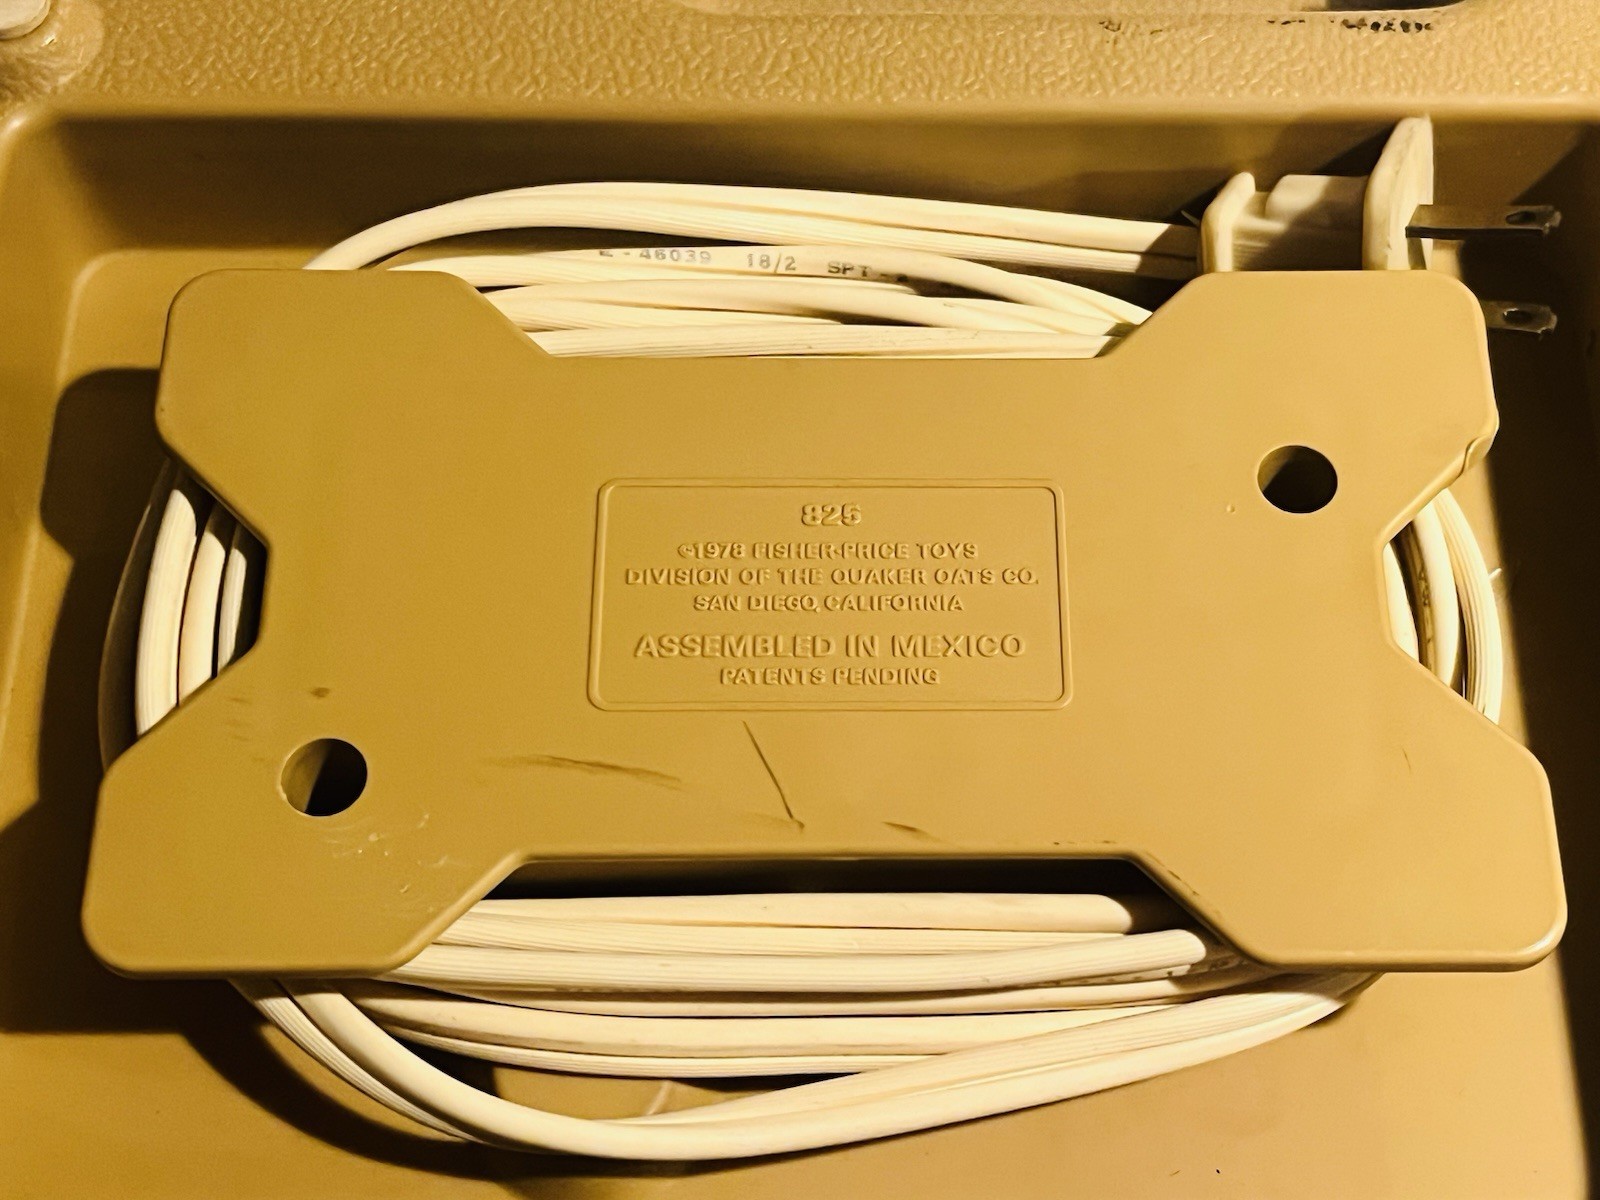 E-46039 18/2 SPT-2
825
©1978 FISHER-PRICE TOYS
DIVISION OF THE QUAKER OATS CO.
SAN DIEGO, CALIFORNIA
ASSEMBLED IN MEXICO
PATENTS PENDING